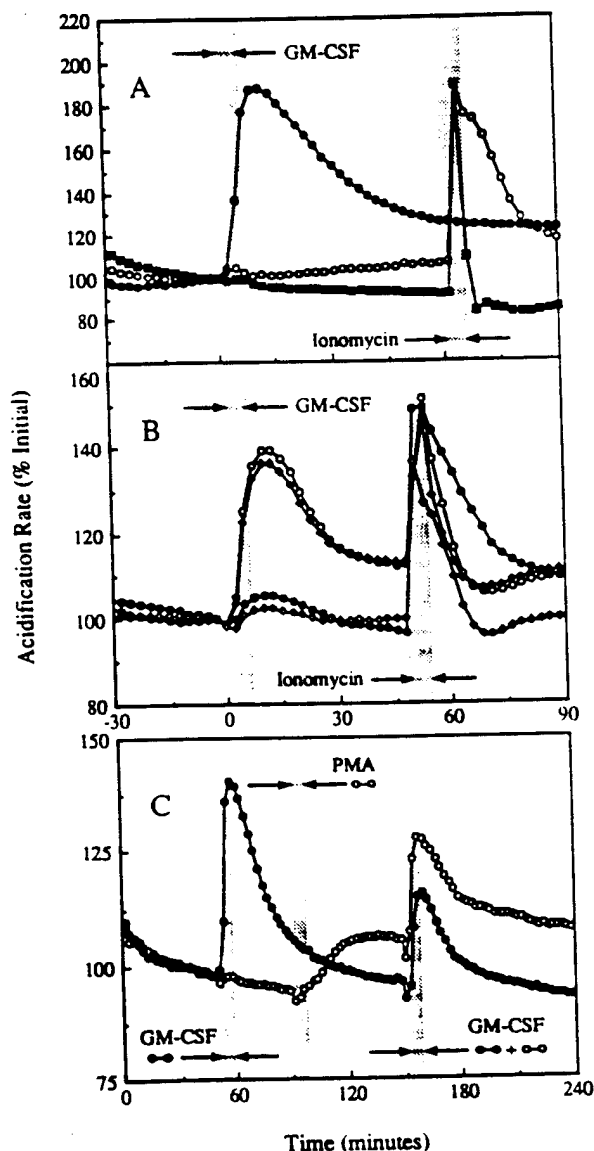 220
200
180
160
140
120
100
80
A
GM-CSF
Ionomycin
Acidification Rate (% Initial)
160
140
120
100
80
B
GM-CSF
Ionomycin
-30
0
30
60
90
150
125
100
75
C
PMA
GM-CSF
GM-CSF
+
0
60
120
180
240
Time (minutes)